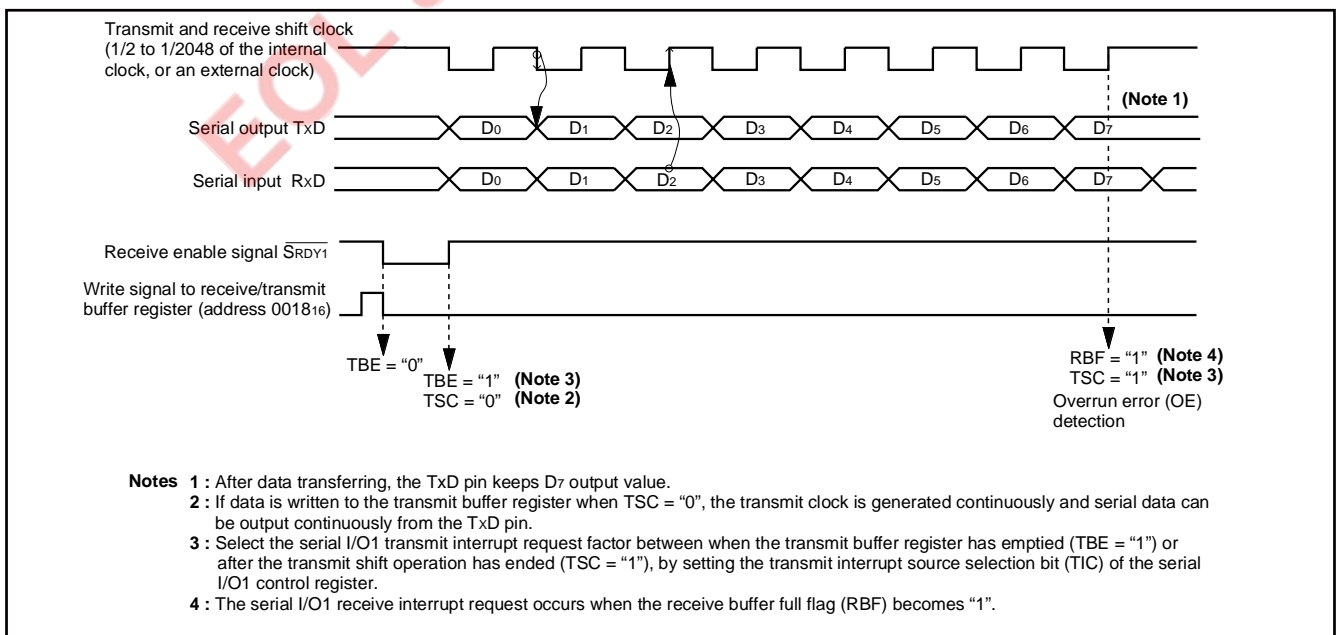 EOL
Transmit and receive shift clock
(1/2 to 1/2048 of the internal
clock, or an external clock)
(Note 1)
Serial output TxD
D0 D1 D2 D3 D4 D5 D6 D7
Serial input RxD
D0 D1 D2 D3 D4 D5 D6 D7
Receive enable signal SRDY1
Write signal to receive/transmit
buffer register (address 001816)
TBE = “0”
TBE = “1” (Note 3)
TSC = “0” (Note 2)
RBF = “1” (Note 4)
TSC = “1” (Note 3)
Overrun error (OE)
detection
Notes 1 : After data transferring, the TxD pin keeps D7 output value.
2 : If data is written to the transmit buffer register when TSC = “0”, the transmit clock is generated continuously and serial data can
be output continuously from the TxD pin.
3 : Select the serial I/O1 transmit interrupt request factor between when the transmit buffer register has emptied (TBE = “1”) or
after the transmit shift operation has ended (TSC = “1”), by setting the transmit interrupt source selection bit (TIC) of the serial
I/O1 control register.
4 : The serial I/O1 receive interrupt request occurs when the receive buffer full flag (RBF) becomes “1”.